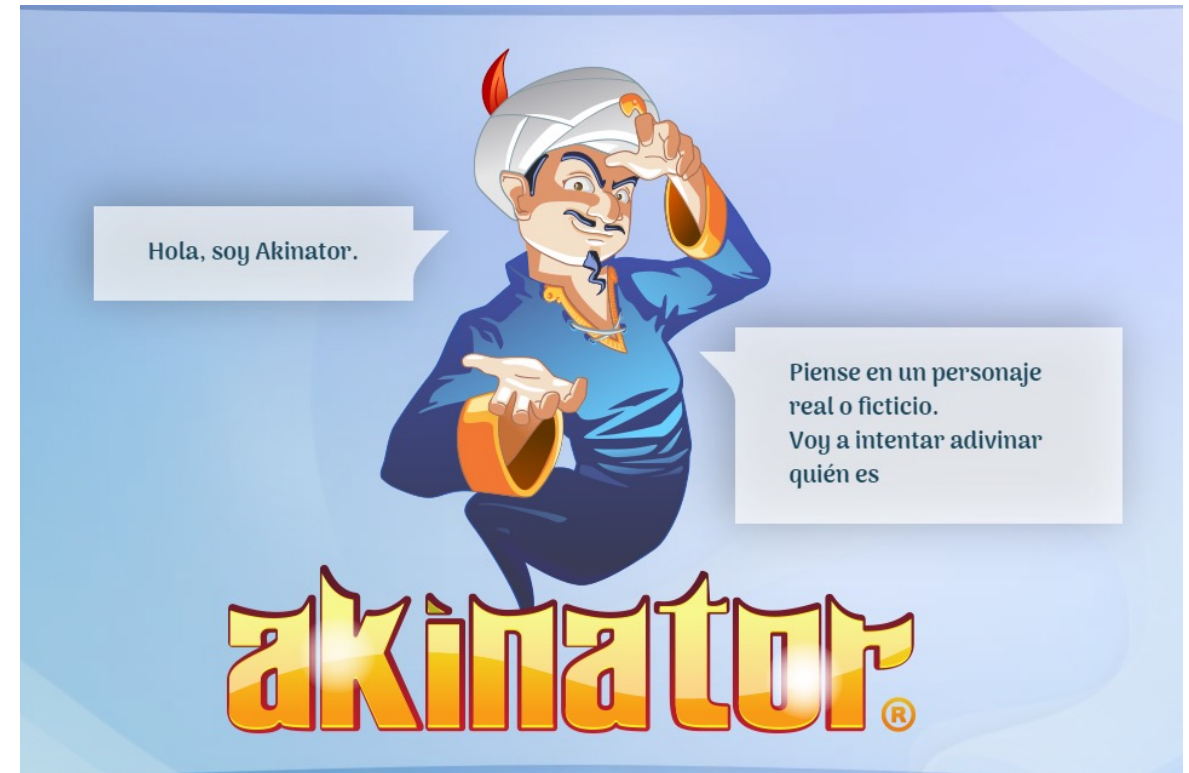 Hola, soy Akinator.
Piense en un personaje
real o ficticio.
Voy a intentar adivinar
quién es
akinator®